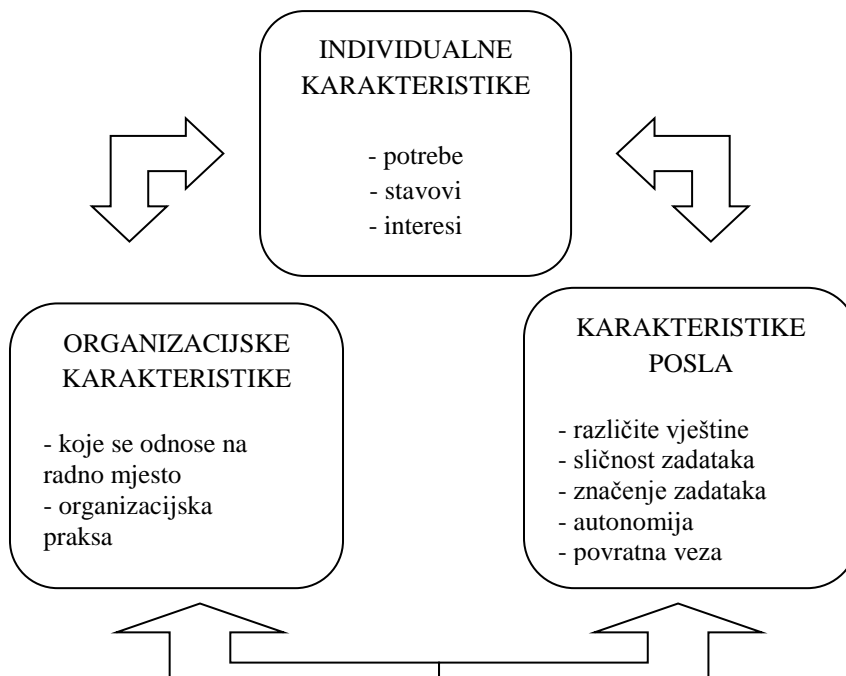 INDIVIDUALNE
KARAKTERISTIKE
- potrebe
- stavovi
- interesi
ORGANIZACIJSKE
KARAKTERISTIKE
- koje se odnose na
radno mjesto
- organizacijska
praksa
KARAKTERISTIKE
POSLA
- različite vještine
- sličnost zadataka
- značenje zadataka
- autonomija
- povratna veza